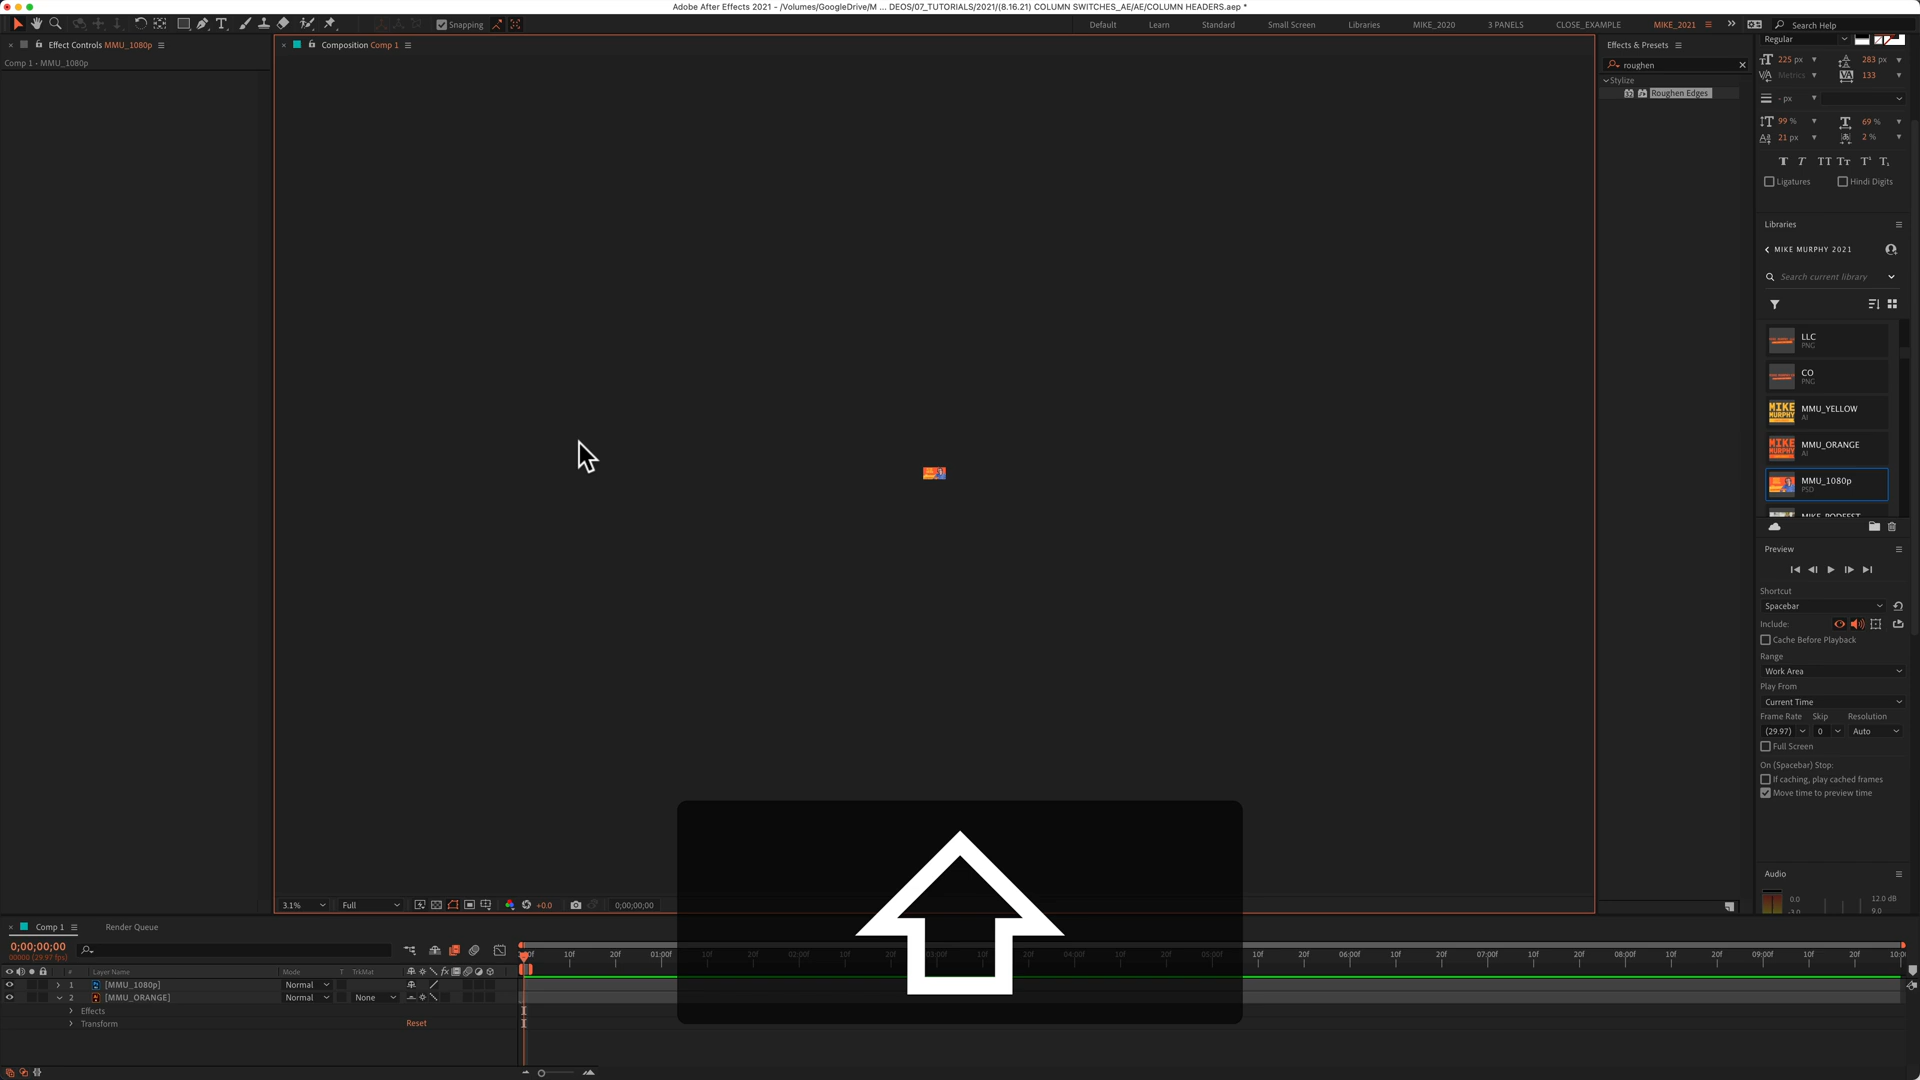 Adobe After Effects 2021 - /Volumes/GoogleDrive/M ... DEOS/07_TUTORIALS/2021/(8.16.21) COLUMN SWITCHES_AE/AE/COLUMN HEADERS.aep *
Snapping
Default Learn Standard Small Screen Libraries MIKE_2020 3 PANELS CLOSE_EXAMPLE MIKE_2021 Search Help
Effect Controls MMU_1080p
Composition Comp 1
Effects & Presets
Comp 1 - MMU_1080p
roughen
Stylize
Roughen Edges
Regular
225 px 283 px
Metrics 133
- px
99 % 69 %
21 px 2 %
Ligatures Hindi Digits
Libraries
MIKE MURPHY 2021
Search current library
LLC
PNG
CO
PNG
MMU_YELLOW
AI
MMU_ORANGE
AI
MMU_1080p
PSD
Preview
Shortcut
Spacebar
Include:
Cache Before Playback
Range
Work Area
Play From
Current Time
Frame Rate Skip Resolution
(29.97) 0 Auto
Full Screen
On (Spacebar) Stop:
If caching, play cached frames
Move time to preview time
Audio
0.0 12.0 dB
-3.0 9.0
3.1% Full +0.0 0;00;00;00
Comp 1 Render Queue
0;00;00;00
00000 (29.97 fps)
10f 20f 01:00f 10f 20f 02:00f 10f 20f 03:00f 10f 20f 04:00f 10f 20f 05:00f 10f 20f 06:00f 10f 20f 07:00f 10f 20f 08:00f 10f 20f 09:00f 10f 20f 10:00
# Layer Name Mode T TrkMat
1 [MMU_1080p] Normal
2 [MMU_ORANGE] Normal None
Effects
Transform Reset